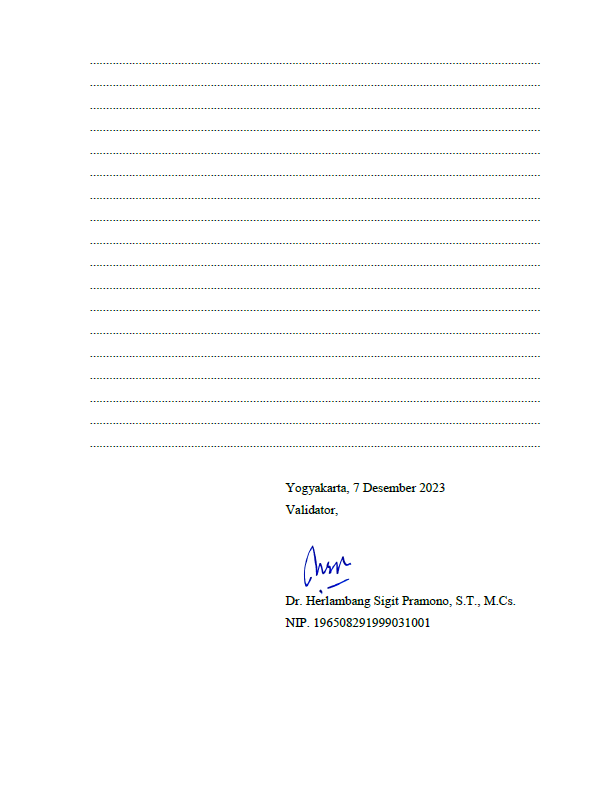 Yogyakarta, 7 Desember 2023
Validator,
Dr. Herlambang Sigit Pramono, S.T., M.Cs.
NIP. 196508291999031001